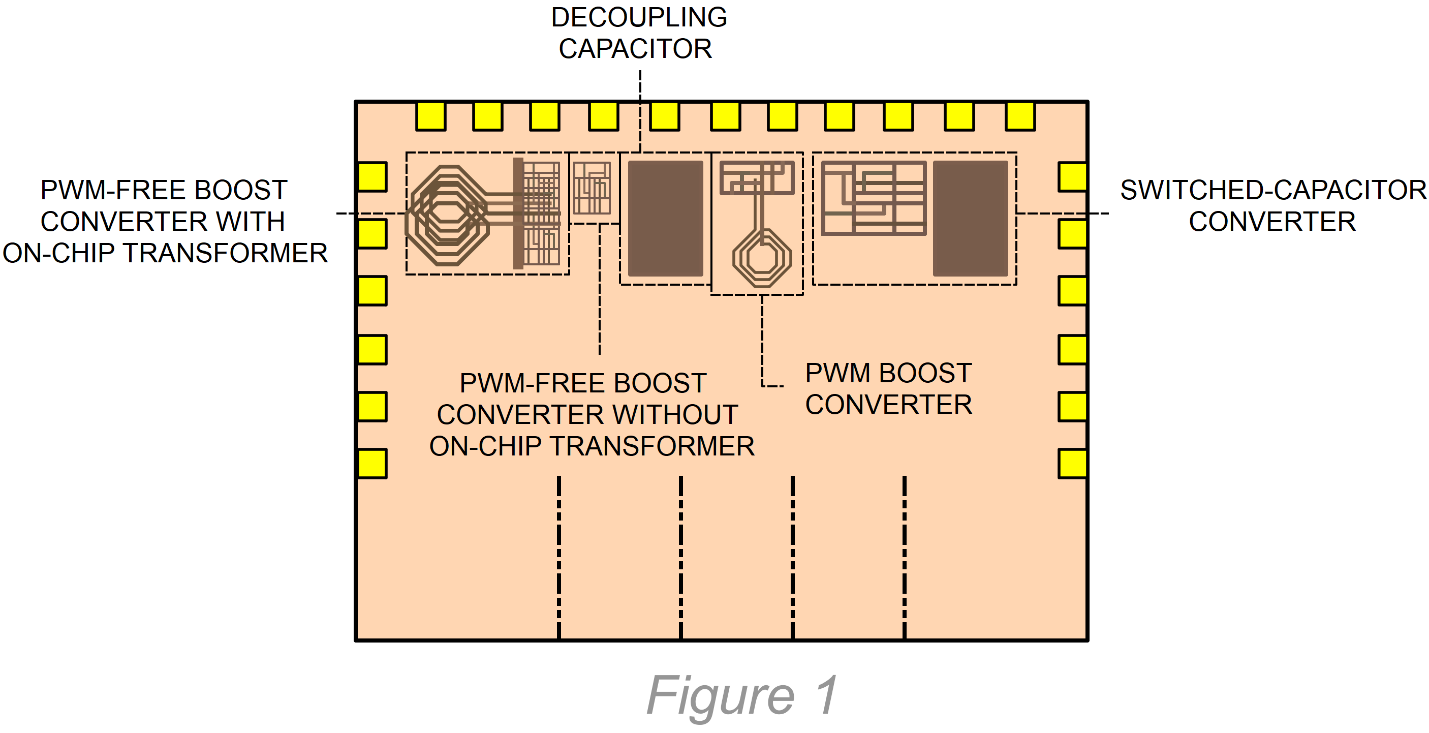 DECOUPLING
CAPACITOR
PWM-FREE BOOST
CONVERTER WITH
ON-CHIP TRANSFORMER
SWITCHED-CAPACITOR
CONVERTER
PWM-FREE BOOST
CONVERTER WITHOUT
ON-CHIP TRANSFORMER
PWM BOOST
CONVERTER
Figure 1